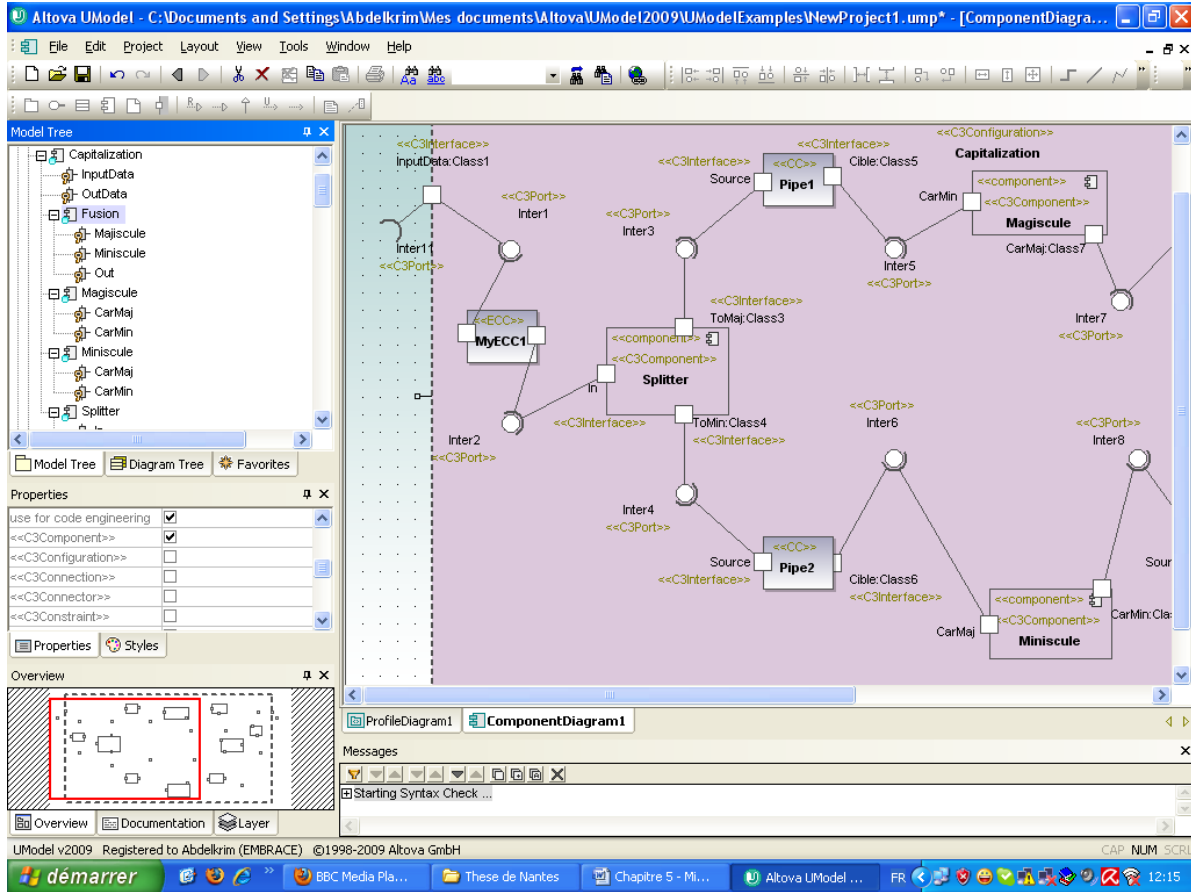 Altova UModel - C:\Documents and Settings\Abdelkrim\Mes documents\Altova\UModel2009\UModelExamples\NewProject1.ump* - [ComponentDiagra...
File Edit Project Layout View Tools Window Help
Model Tree
Capitalization
InputData
OutData
Fusion
Majiscule
Miniscule
Out
Magiscule
CarMaj
CarMin
Miniscule
CarMaj
CarMin
Splitter
Model Tree Diagram Tree Favorites
Properties
use for code engineering
<<C3Component>>
<<C3Configuration>>
<<C3Connection>>
<<C3Connector>>
<<C3Constraint>>
Properties Styles
Overview
Overview Documentation Layer
<<C3Interface>>
InputData:Class1
Inter11
<<C3Port>>
<<C3Port>>
Inter1
<<ECC>>
MyECC1
Inter2
<<C3Port>>
<<C3Port>>
Inter3
<<C3Interface>>
Source
<<CC>>
Pipe1
<<C3Interface>>
Cible:Class5
Inter5
<<C3Port>>
<<C3Configuration>>
Capitalization
CarMin
<<component>>
<<C3Component>>
Magiscule
CarMaj:Class7
Inter7
<<C3Port>>
<<C3Interface>>
ToMaj:Class3
<<component>>
<<C3Component>>
Splitter
In
<<C3Interface>>
ToMin:Class4
<<C3Interface>>
Inter4
<<C3Port>>
<<C3Port>>
Inter6
<<C3Port>>
Inter8
Source
<<C3Interface>>
<<CC>>
Pipe2
Cible:Class6
<<C3Interface>>
CarMaj
<<component>>
<<C3Component>>
Miniscule
CarMin:Cla
Sour
ProfileDiagram1 ComponentDiagram1
Messages
Starting Syntax Check ...
UModel v2009 Registered to Abdelkrim (EMBRACE) ©1998-2009 Altova GmbH CAP NUM SCRL
démarrer BBC Media Pla... These de Nantes Chapitre 5 - Mi... Altova UModel ... FR 12:15